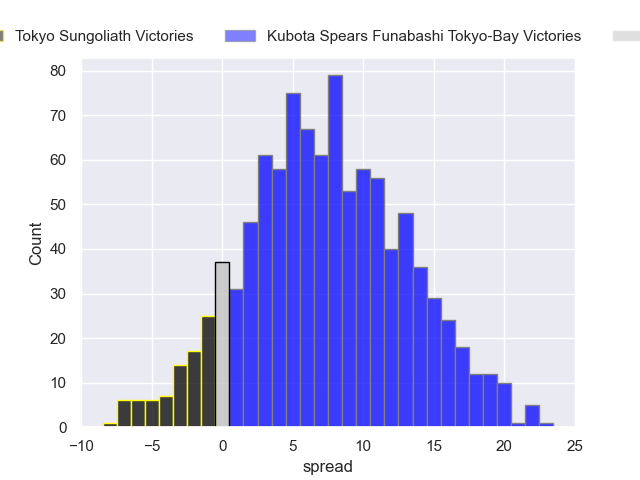 Tokyo Sungoliath Victories Kubota Spears Funabashi Tokyo-Bay Victories
80
70
60
50
40
30
20
10
0
Count
−10 −5 0 5 10 15 20 25
spread